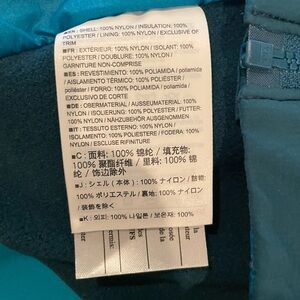 ■EN: SHELL: 100% NYLON / INSULATION: 100%
POLYESTER / LINING: 100% NYLON / EXCLUSIVE OF
TRIM
■FR: EXTÉRIEUR: 100% NYLON / ISOLANT: 100%
POLYESTER / DOUBLURE: 100% NYLON /
GARNITURE NON-COMPRISE
■ES: REVESTIMIENTO: 100% POLIAMIDA / poliamida
/ AISLAMIENTO TÉRMICO: 100% POLIÉSTER /
poliéster / FORRO: 100% POLIAMIDA / poliamida /
EXCLUSIVO DE CORTE
■DE: OBERMATERIAL / AUSSEUMATERIAL: 100%
NYLON / ISOLIERUNG: 100% POLYESTER / FUTTER:
100% NYLON / NÄHZUBEHÖR AUSGENOMMEN
■IT: TESSUTO ESTERNO: 100% NYLON /
ISOLAMENTO: 100% POLIESTERE / FODERA: 100%
NYLON / ESCLUSE RIFINITURE
■C: 面料: 100% 锦纶 / 填充物:
100% 聚酯纤维 / 里料: 100% 锦
纶 / 饰边除外
■J: シェル (本体): 100% ナイロン / 詰物:
100% ポリエステル / 裏地: 100% ナイロン
/ 装飾を除く
■K: 겉감: 100% 나일론 / 보온재: 100%